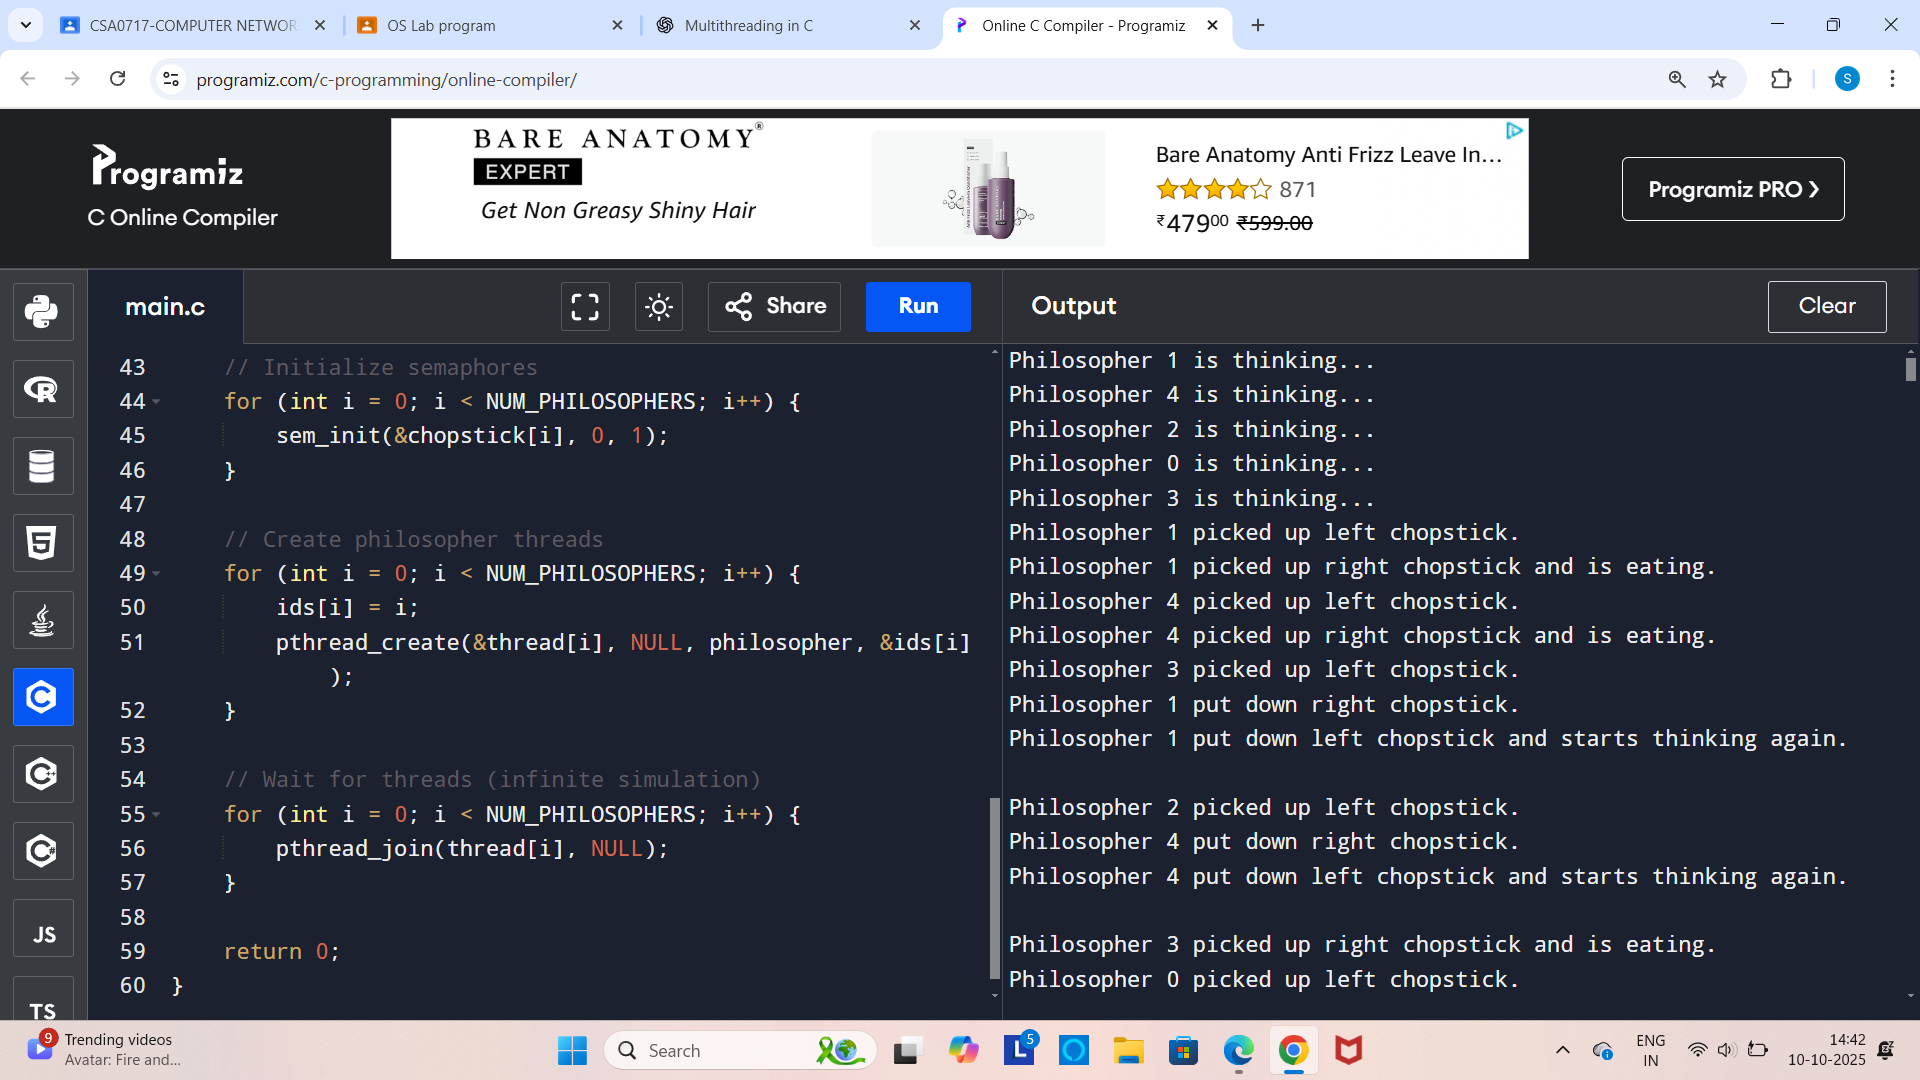 CSA0717-COMPUTER NETWOR
OS Lab program
Multithreading in C
Online C Compiler - Programiz
programiz.com/c-programming/online-compiler/
S
Programiz
C Online Compiler
BARE ANATOMY®
EXPERT
Get Non Greasy Shiny Hair
Bare Anatomy Anti Frizz Leave In...
871
₹479⁰⁰ ₹599.00
Programiz PRO ❯
main.c
Share
Run
Output
Clear
43 // Initialize semaphores
44 for (int i = 0; i < NUM_PHILOSOPHERS; i++) {
45 sem_init(&chopstick[i], 0, 1);
46 }
47
48 // Create philosopher threads
49 for (int i = 0; i < NUM_PHILOSOPHERS; i++) {
50 ids[i] = i;
51 pthread_create(&thread[i], NULL, philosopher, &ids[i]
);
52 }
53
54 // Wait for threads (infinite simulation)
55 for (int i = 0; i < NUM_PHILOSOPHERS; i++) {
56 pthread_join(thread[i], NULL);
57 }
58
59 return 0;
60 }
Philosopher 1 is thinking...
Philosopher 4 is thinking...
Philosopher 2 is thinking...
Philosopher 0 is thinking...
Philosopher 3 is thinking...
Philosopher 1 picked up left chopstick.
Philosopher 1 picked up right chopstick and is eating.
Philosopher 4 picked up left chopstick.
Philosopher 4 picked up right chopstick and is eating.
Philosopher 3 picked up left chopstick.
Philosopher 1 put down right chopstick.
Philosopher 1 put down left chopstick and starts thinking again.
Philosopher 2 picked up left chopstick.
Philosopher 4 put down right chopstick.
Philosopher 4 put down left chopstick and starts thinking again.
Philosopher 3 picked up right chopstick and is eating.
Philosopher 0 picked up left chopstick.
JS
TS
9
Trending videos
Avatar: Fire and...
Search
L
5
ENG
IN
14:42
10-10-2025